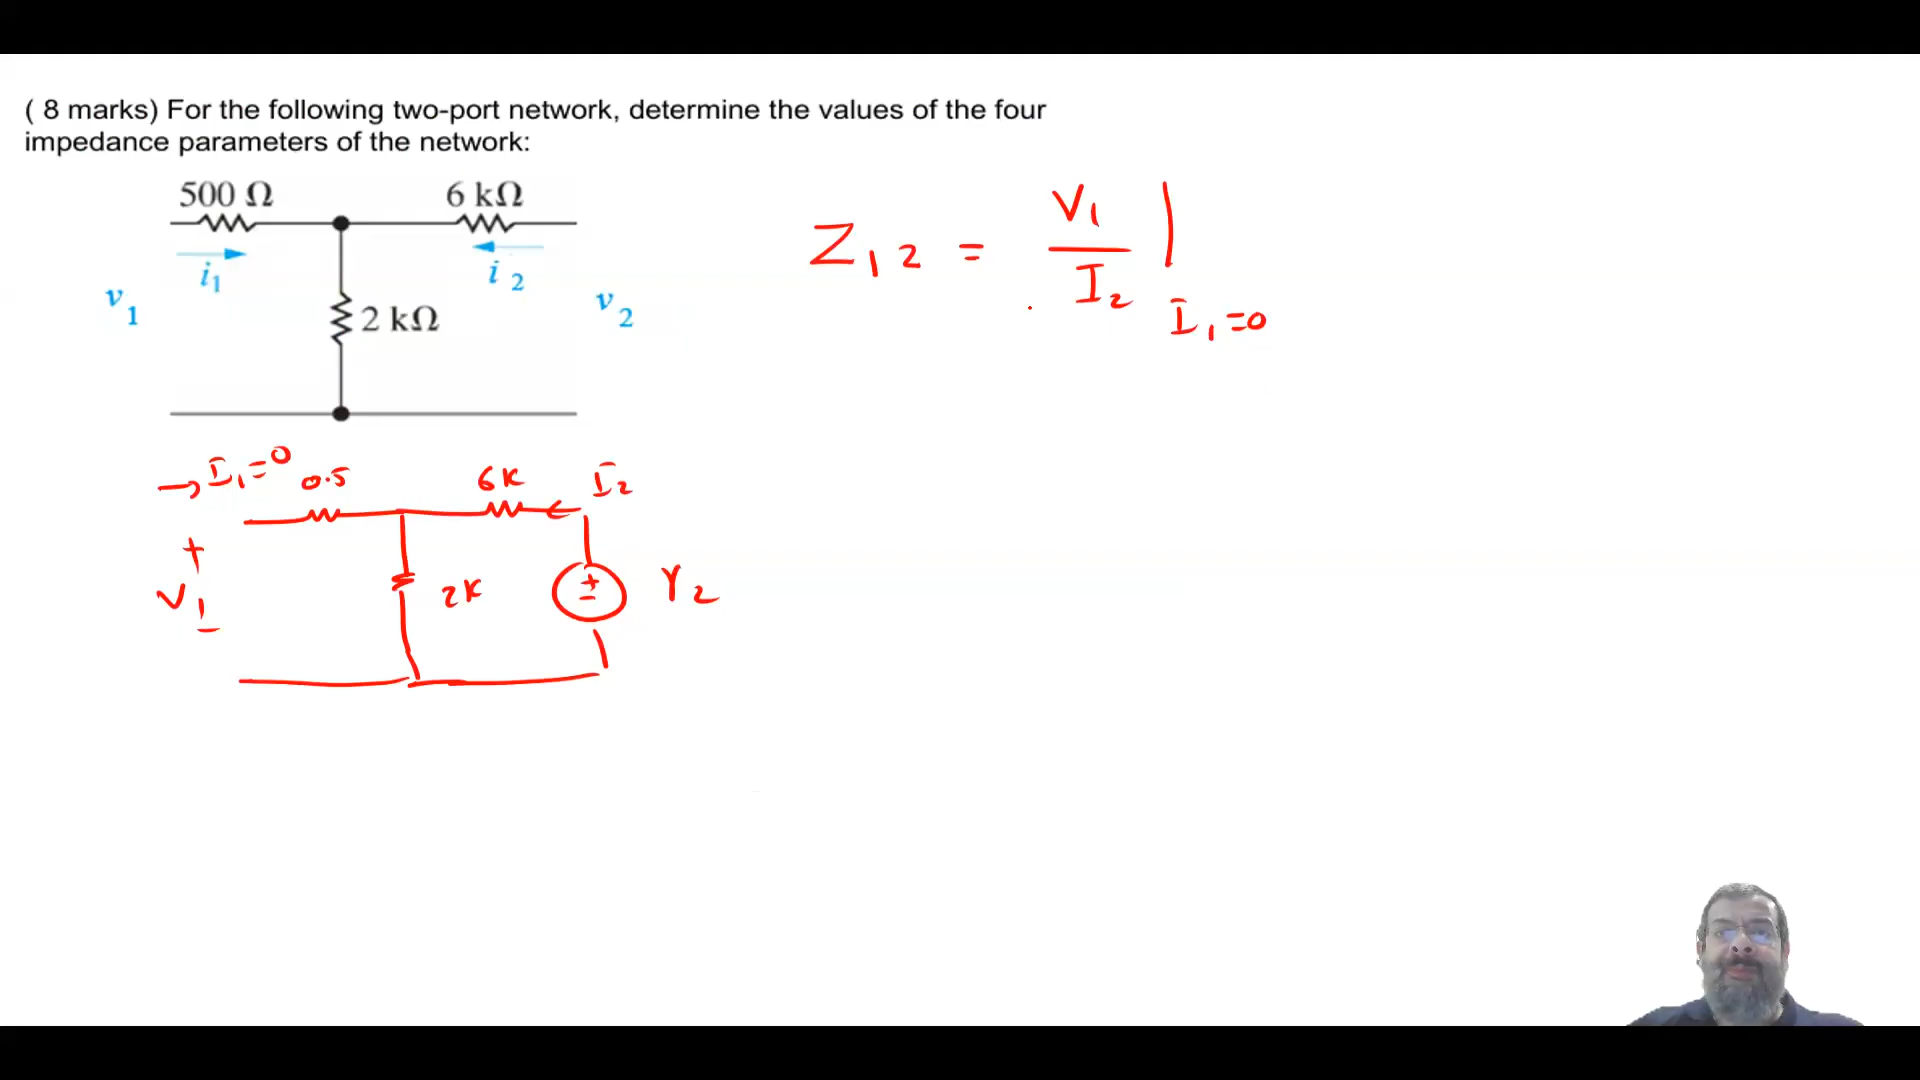 ( 8 marks) For the following two-port network, determine the values of the four
impedance parameters of the network:
500 Ω
6 kΩ
i1
i 2
v1
2 kΩ
v2
Z12 = V1 / I2 | I1=0
→ I1=0
0.5
6K
I2
+
V1
−
2K
+
−
V2